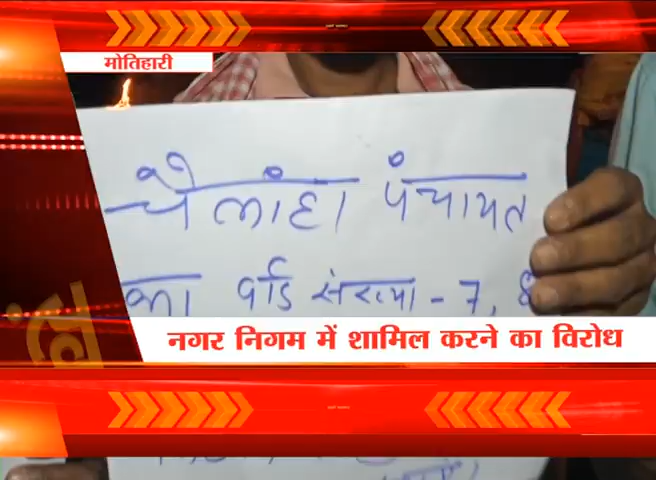 मोतिहारी
चैलांहा पंचायत
का वार्ड संख्या - 7, 8
नगर निगम में शामिल करने का विरोध